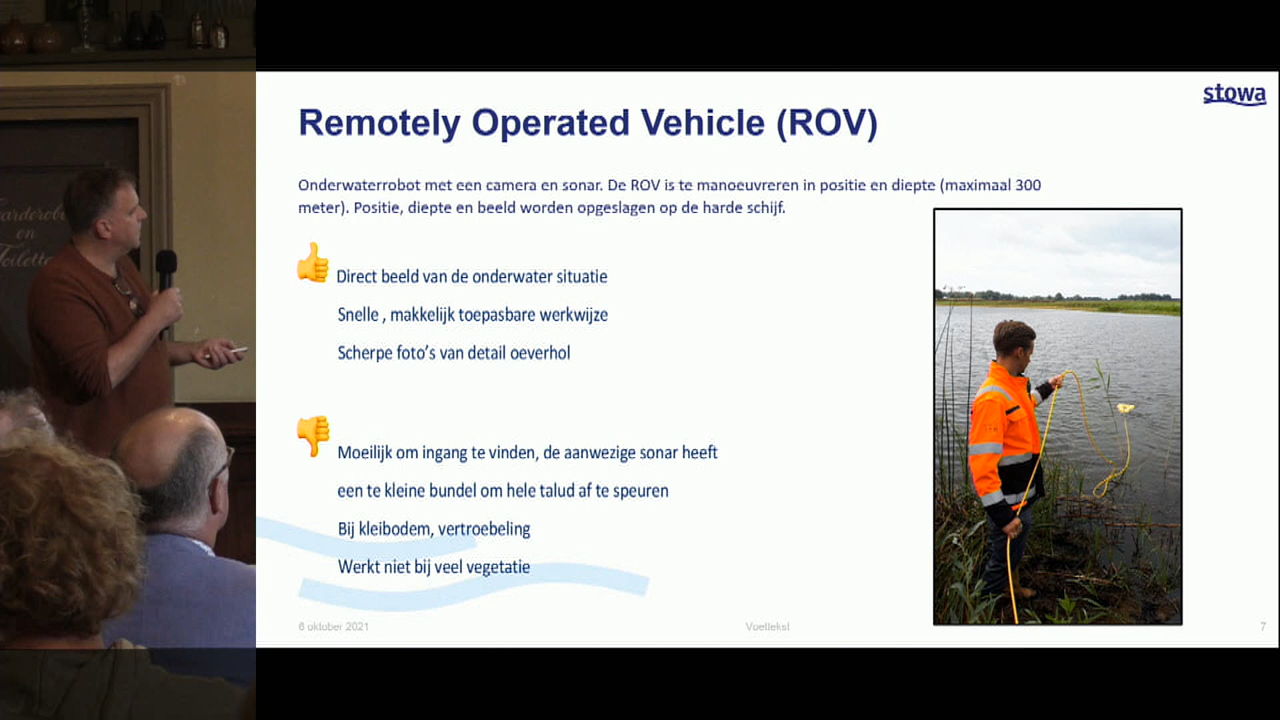 stowa
Remotely Operated Vehicle (ROV)
Onderwaterrobot met een camera en sonar. De ROV is te manoeuvreren in positie en diepte (maximaal 300
meter). Positie, diepte en beeld worden opgeslagen op de harde schijf.
Direct beeld van de onderwater situatie
Snelle , makkelijk toepasbare werkwijze
Scherpe foto’s van detail oeverhol
Moeilijk om ingang te vinden, de aanwezige sonar heeft
een te kleine bundel om hele talud af te speuren
Bij kleibodem, vertroebeling
Werkt niet bij veel vegetatie
6 oktober 2021
Voettekst
7
en